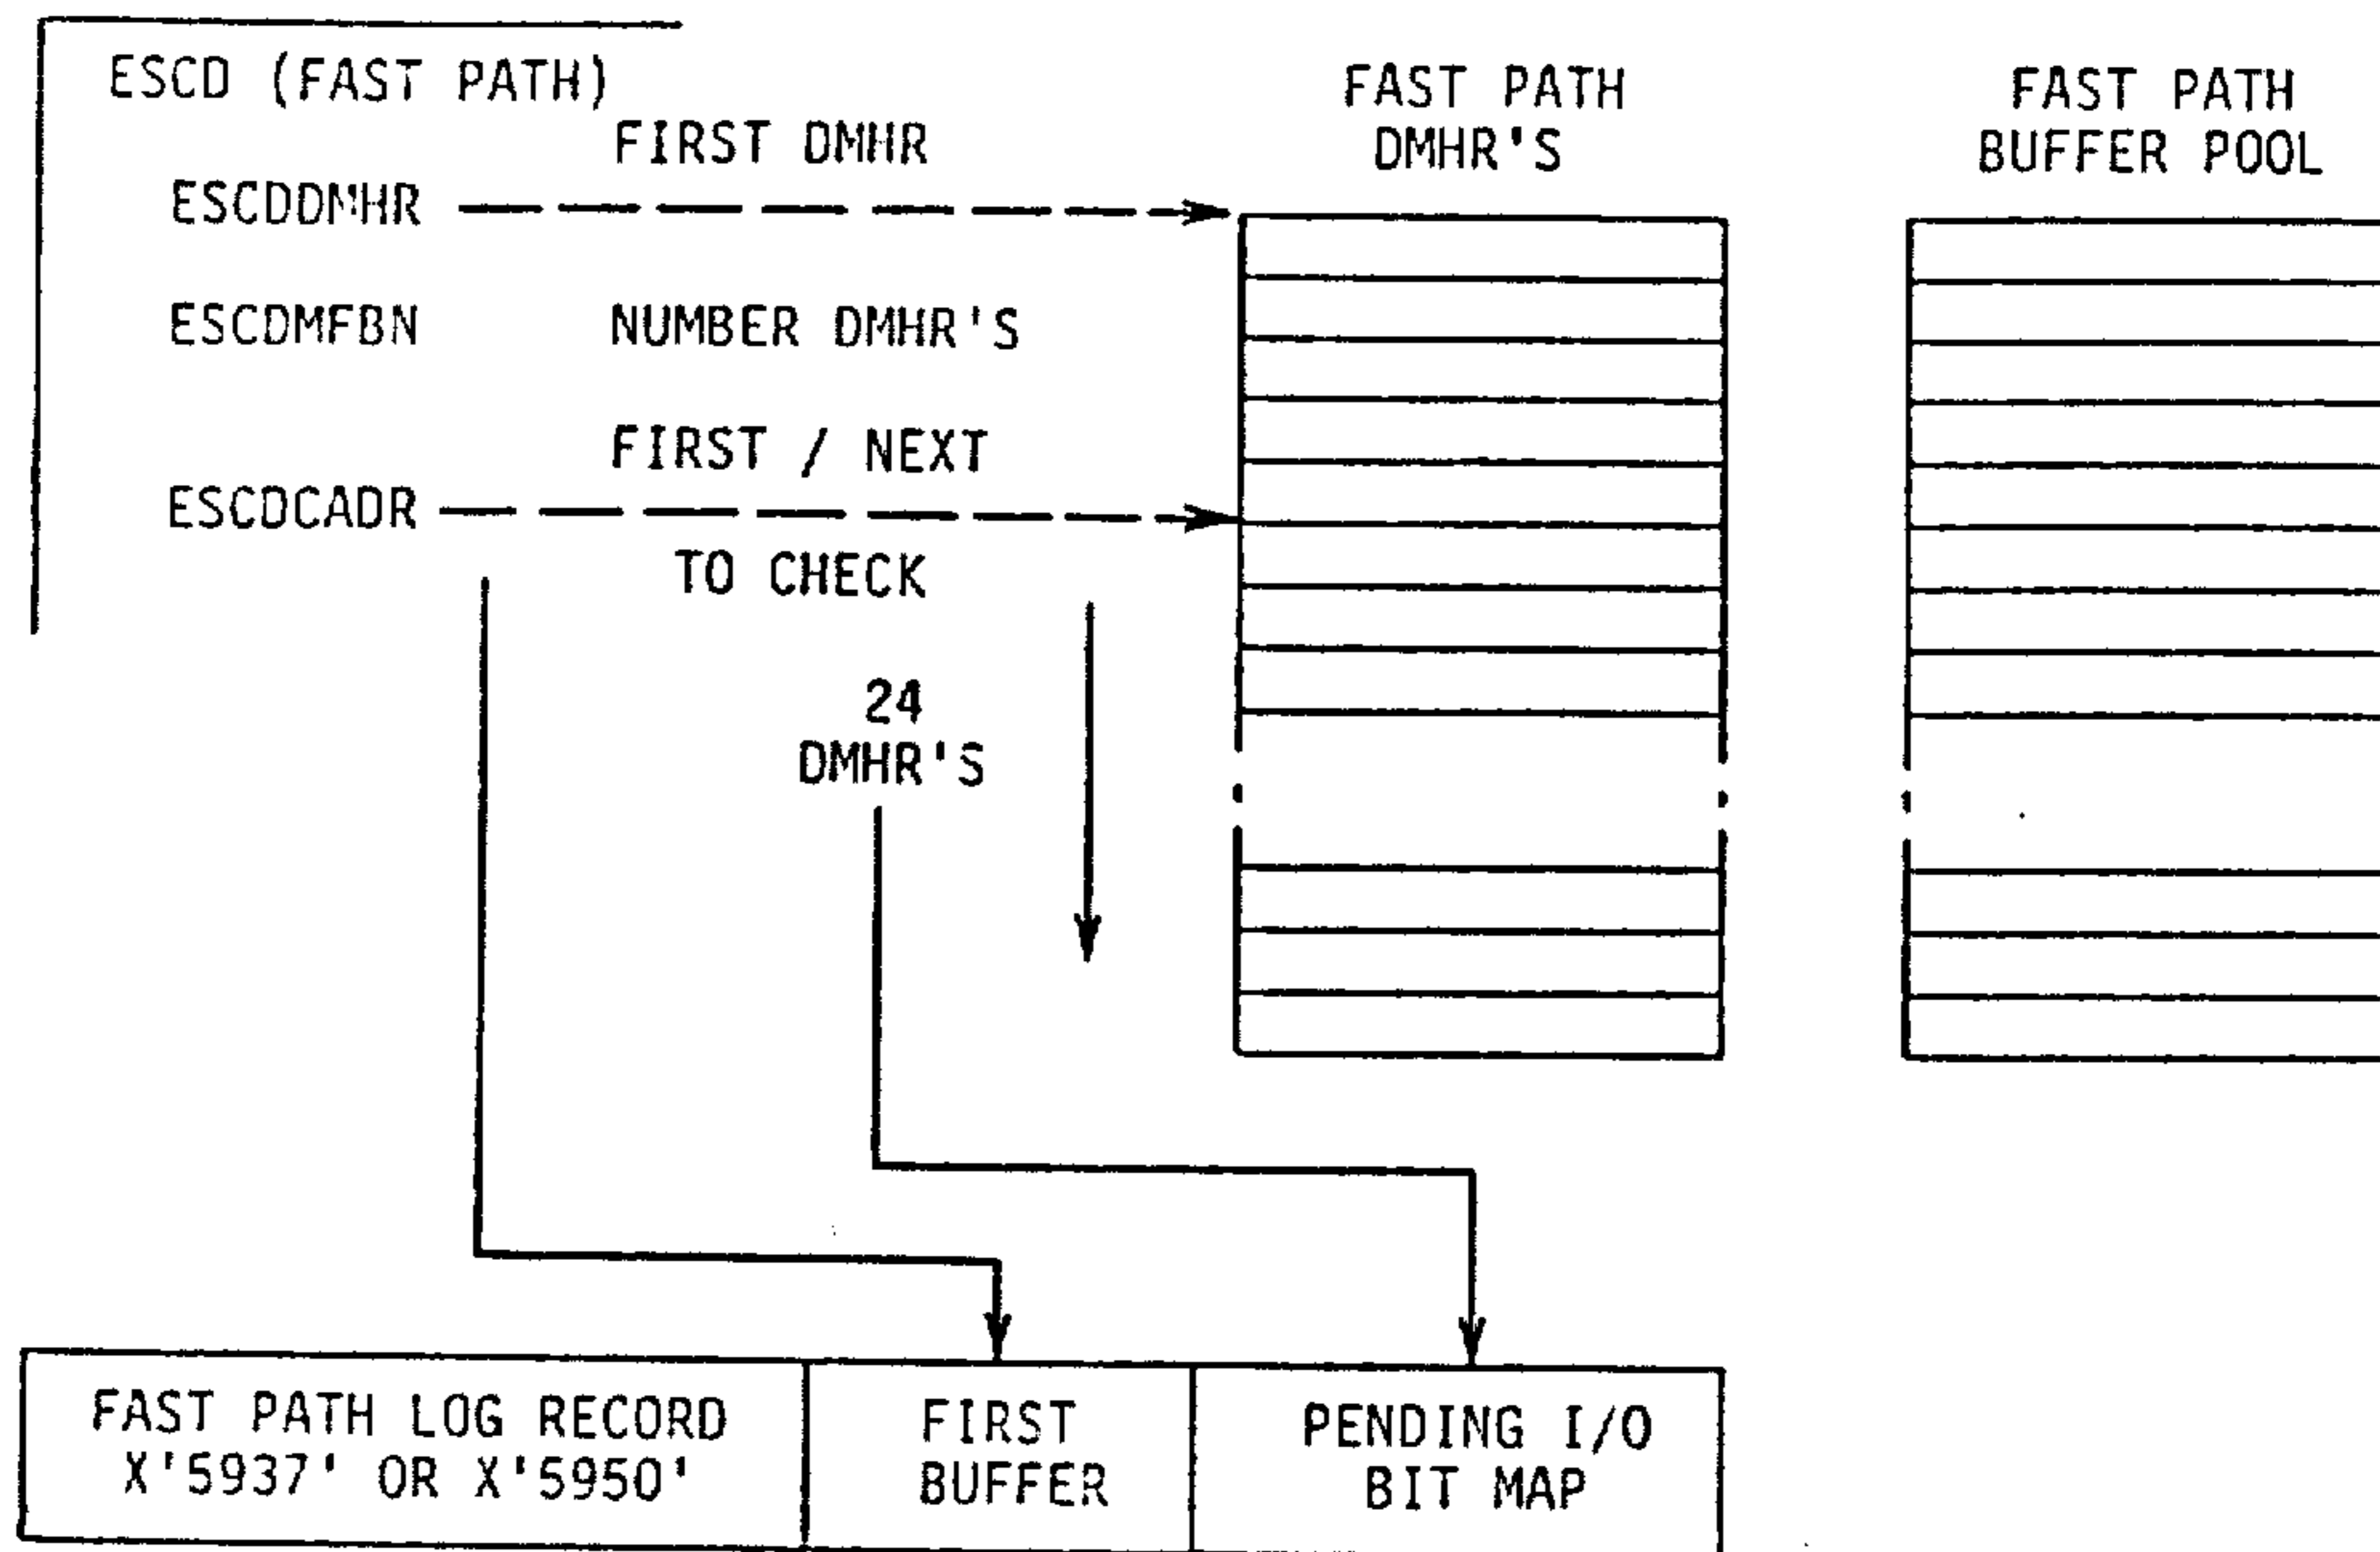 ESCD (FAST PATH)
FIRST DMHR
ESCDDMHR
ESCDMFBN NUMBER DMHR'S
FIRST / NEXT
ESCDCADR
TO CHECK
24
DMHR'S
FAST PATH
DMHR'S
FAST PATH
BUFFER POOL
FAST PATH LOG RECORD
X'5937' OR X'5950'
FIRST
BUFFER
PENDING I/O
BIT MAP